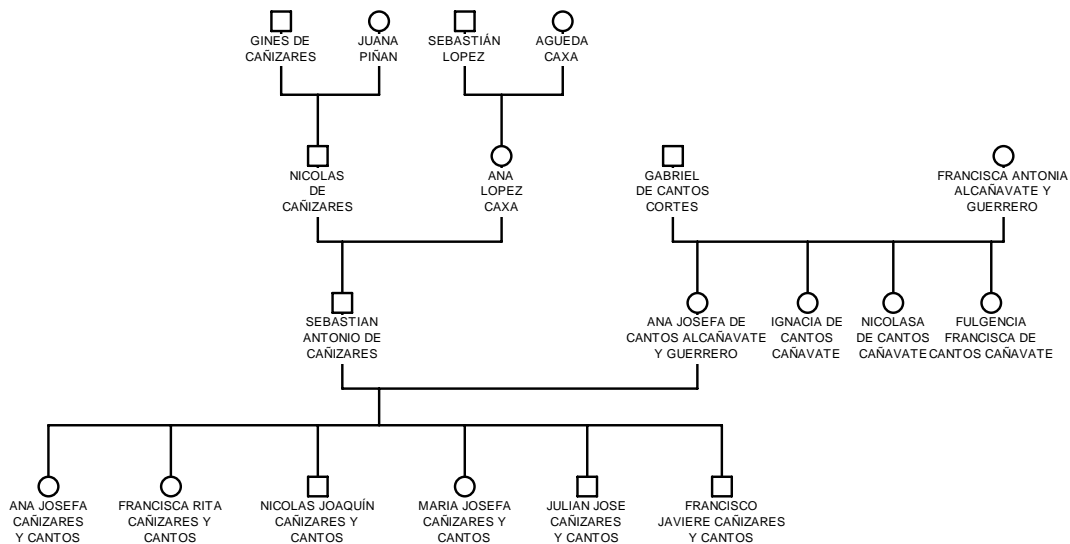 GINES DE
CAÑIZARES
JUANA
PIÑAN
SEBASTIÁN
LOPEZ
AGUEDA
CAXA
NICOLAS
DE
CAÑIZARES
ANA
LOPEZ
CAXA
GABRIEL
DE CANTOS
CORTES
FRANCISCA ANTONIA
ALCAÑAVATE Y
GUERRERO
SEBASTIAN
ANTONIO DE
CAÑIZARES
ANA JOSEFA DE
CANTOS ALCAÑAVATE
Y GUERRERO
IGNACIA DE
CANTOS
CAÑAVATE
NICOLASA
DE CANTOS
CAÑAVATE
FULGENCIA
FRANCISCA DE
CANTOS CAÑAVATE
ANA JOSEFA
CAÑIZARES
Y CANTOS
FRANCISCA RITA
CAÑIZARES Y
CANTOS
NICOLAS JOAQUÍN
CAÑIZARES Y
CANTOS
MARIA JOSEFA
CAÑIZARES Y
CANTOS
JULIAN JOSE
CAÑIZARES
Y CANTOS
FRANCISCO
JAVIERE CAÑIZARES
Y CANTOS